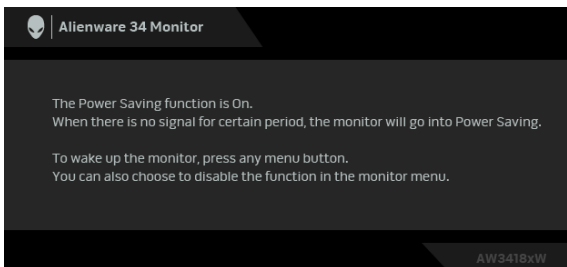 Alienware 34 Monitor
The Power Saving function is On.
When there is no signal for certain period, the monitor will go into Power Saving.
To wake up the monitor, press any menu button.
You can also choose to disable the function in the monitor menu.
AW3418xW